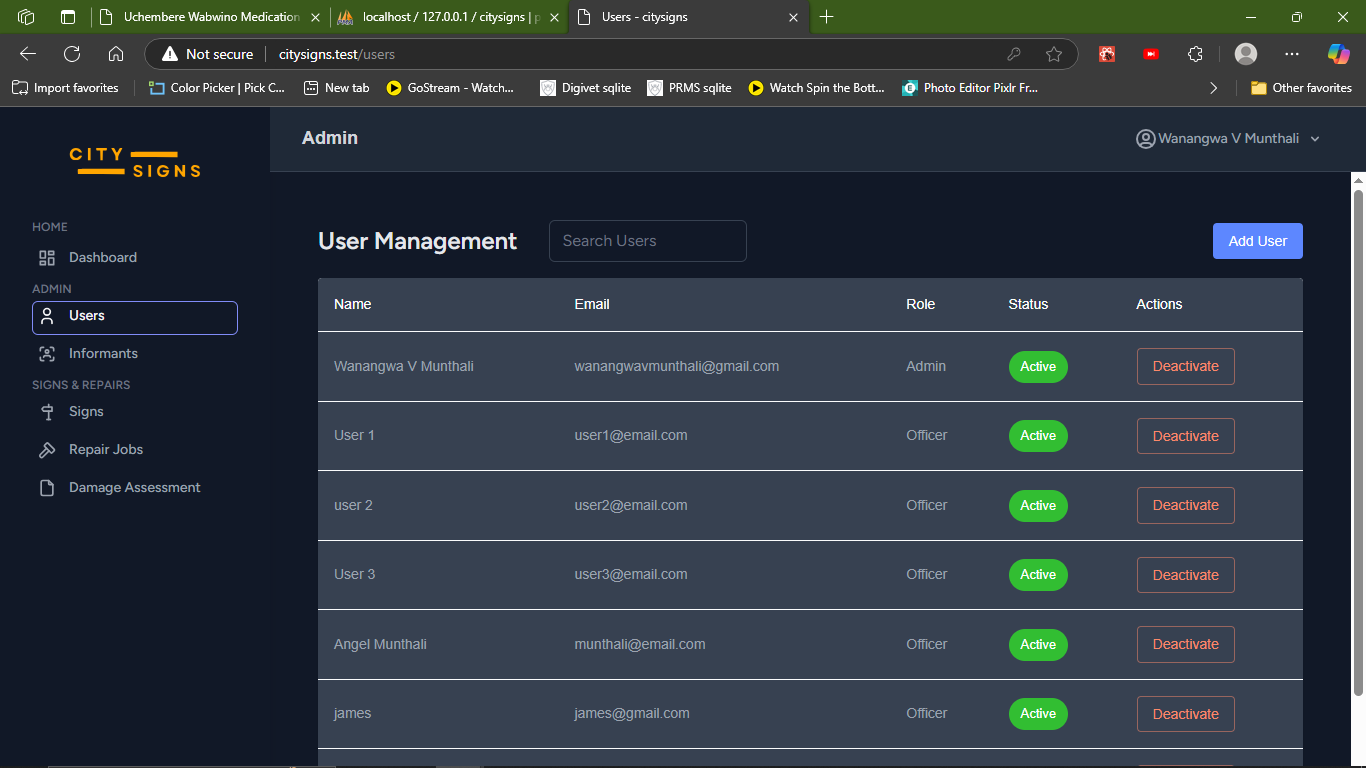 Uchembere Wabwino Medication
localhost / 127.0.0.1 / citysigns | p
Users - citysigns
Not secure
citysigns.test/users
Import favorites
Color Picker | Pick C...
New tab
GoStream - Watch...
Digivet sqlite
PRMS sqlite
Watch Spin the Bott...
Photo Editor Pixlr Fr...
Other favorites
CITY
SIGNS
Admin
Wanangwa V Munthali
HOME
Dashboard
ADMIN
Users
Informants
SIGNS & REPAIRS
Signs
Repair Jobs
Damage Assessment
User Management
Search Users
Add User
Name Email Role Status Actions
Wanangwa V Munthali wanangwavmunthali@gmail.com Admin Active Deactivate
User 1 user1@email.com Officer Active Deactivate
user 2 user2@email.com Officer Active Deactivate
User 3 user3@email.com Officer Active Deactivate
Angel Munthali munthali@email.com Officer Active Deactivate
james james@gmail.com Officer Active Deactivate